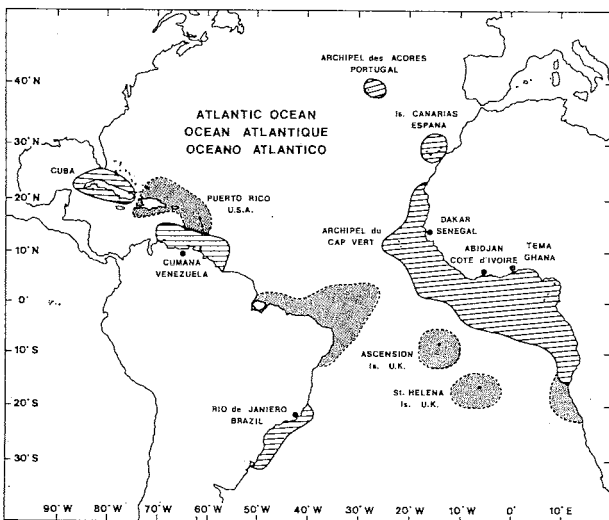 ARCHIPEL des ACORES
PORTUGAL
40° N
ATLANTIC OCEAN
OCEAN ATLANTIQUE
OCEANO ATLANTICO
Is. CANARIAS
ESPANA
30° N
CUBA
20° N
PUERTO RICO
U.S.A.
ARCHIPEL du
CAP VERT
DAKAR
SENEGAL
ABIDJAN
COTE d'IVOIRE
TEMA
GHANA
10° N
CUMANA
VENEZUELA
0°
10° S
ASCENSION
Is. U.K.
St. HELENA
Is. U.K.
20° S
RIO de JANIERO
BRAZIL
30° S
90° W
80° W
70° W
60° W
50° W
40° W
30° W
20° W
10° W
0°
10° E